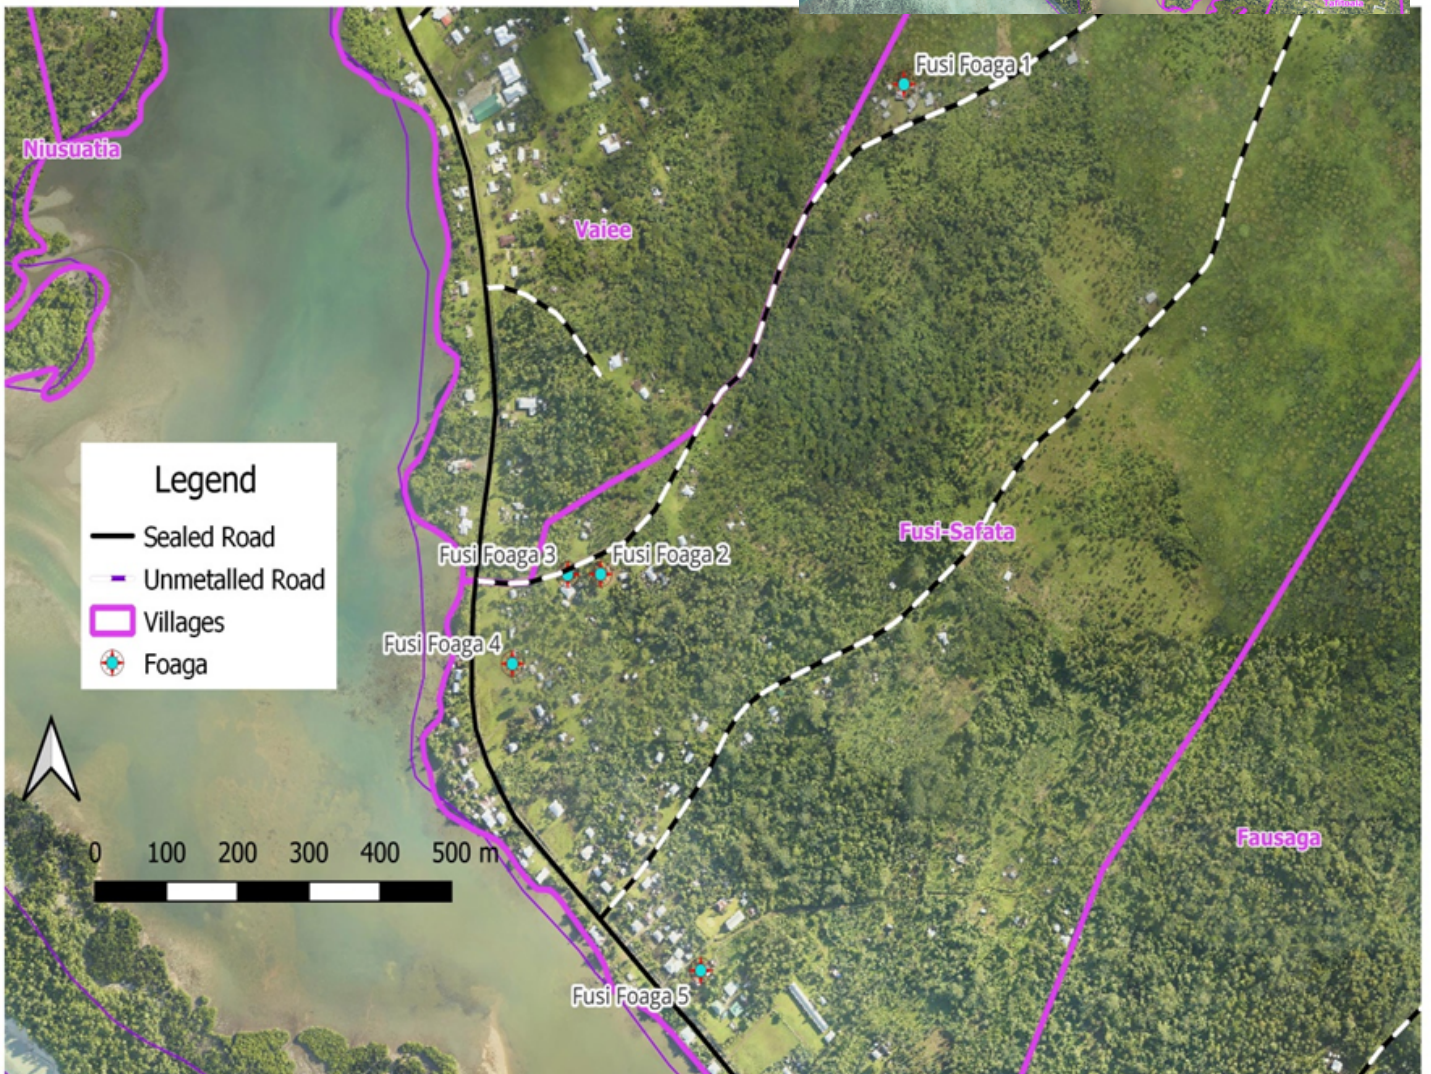 Fusi Foaga 1
Niusuatia
Vaiee
Legend
Sealed Road
Unmetalled Road
Villages
Foaga
Fusi-Safata
Fusi Foaga 3
Fusi Foaga 2
Fusi Foaga 4
0 100 200 300 400 500 m
Fausaga
Fusi Foaga 5